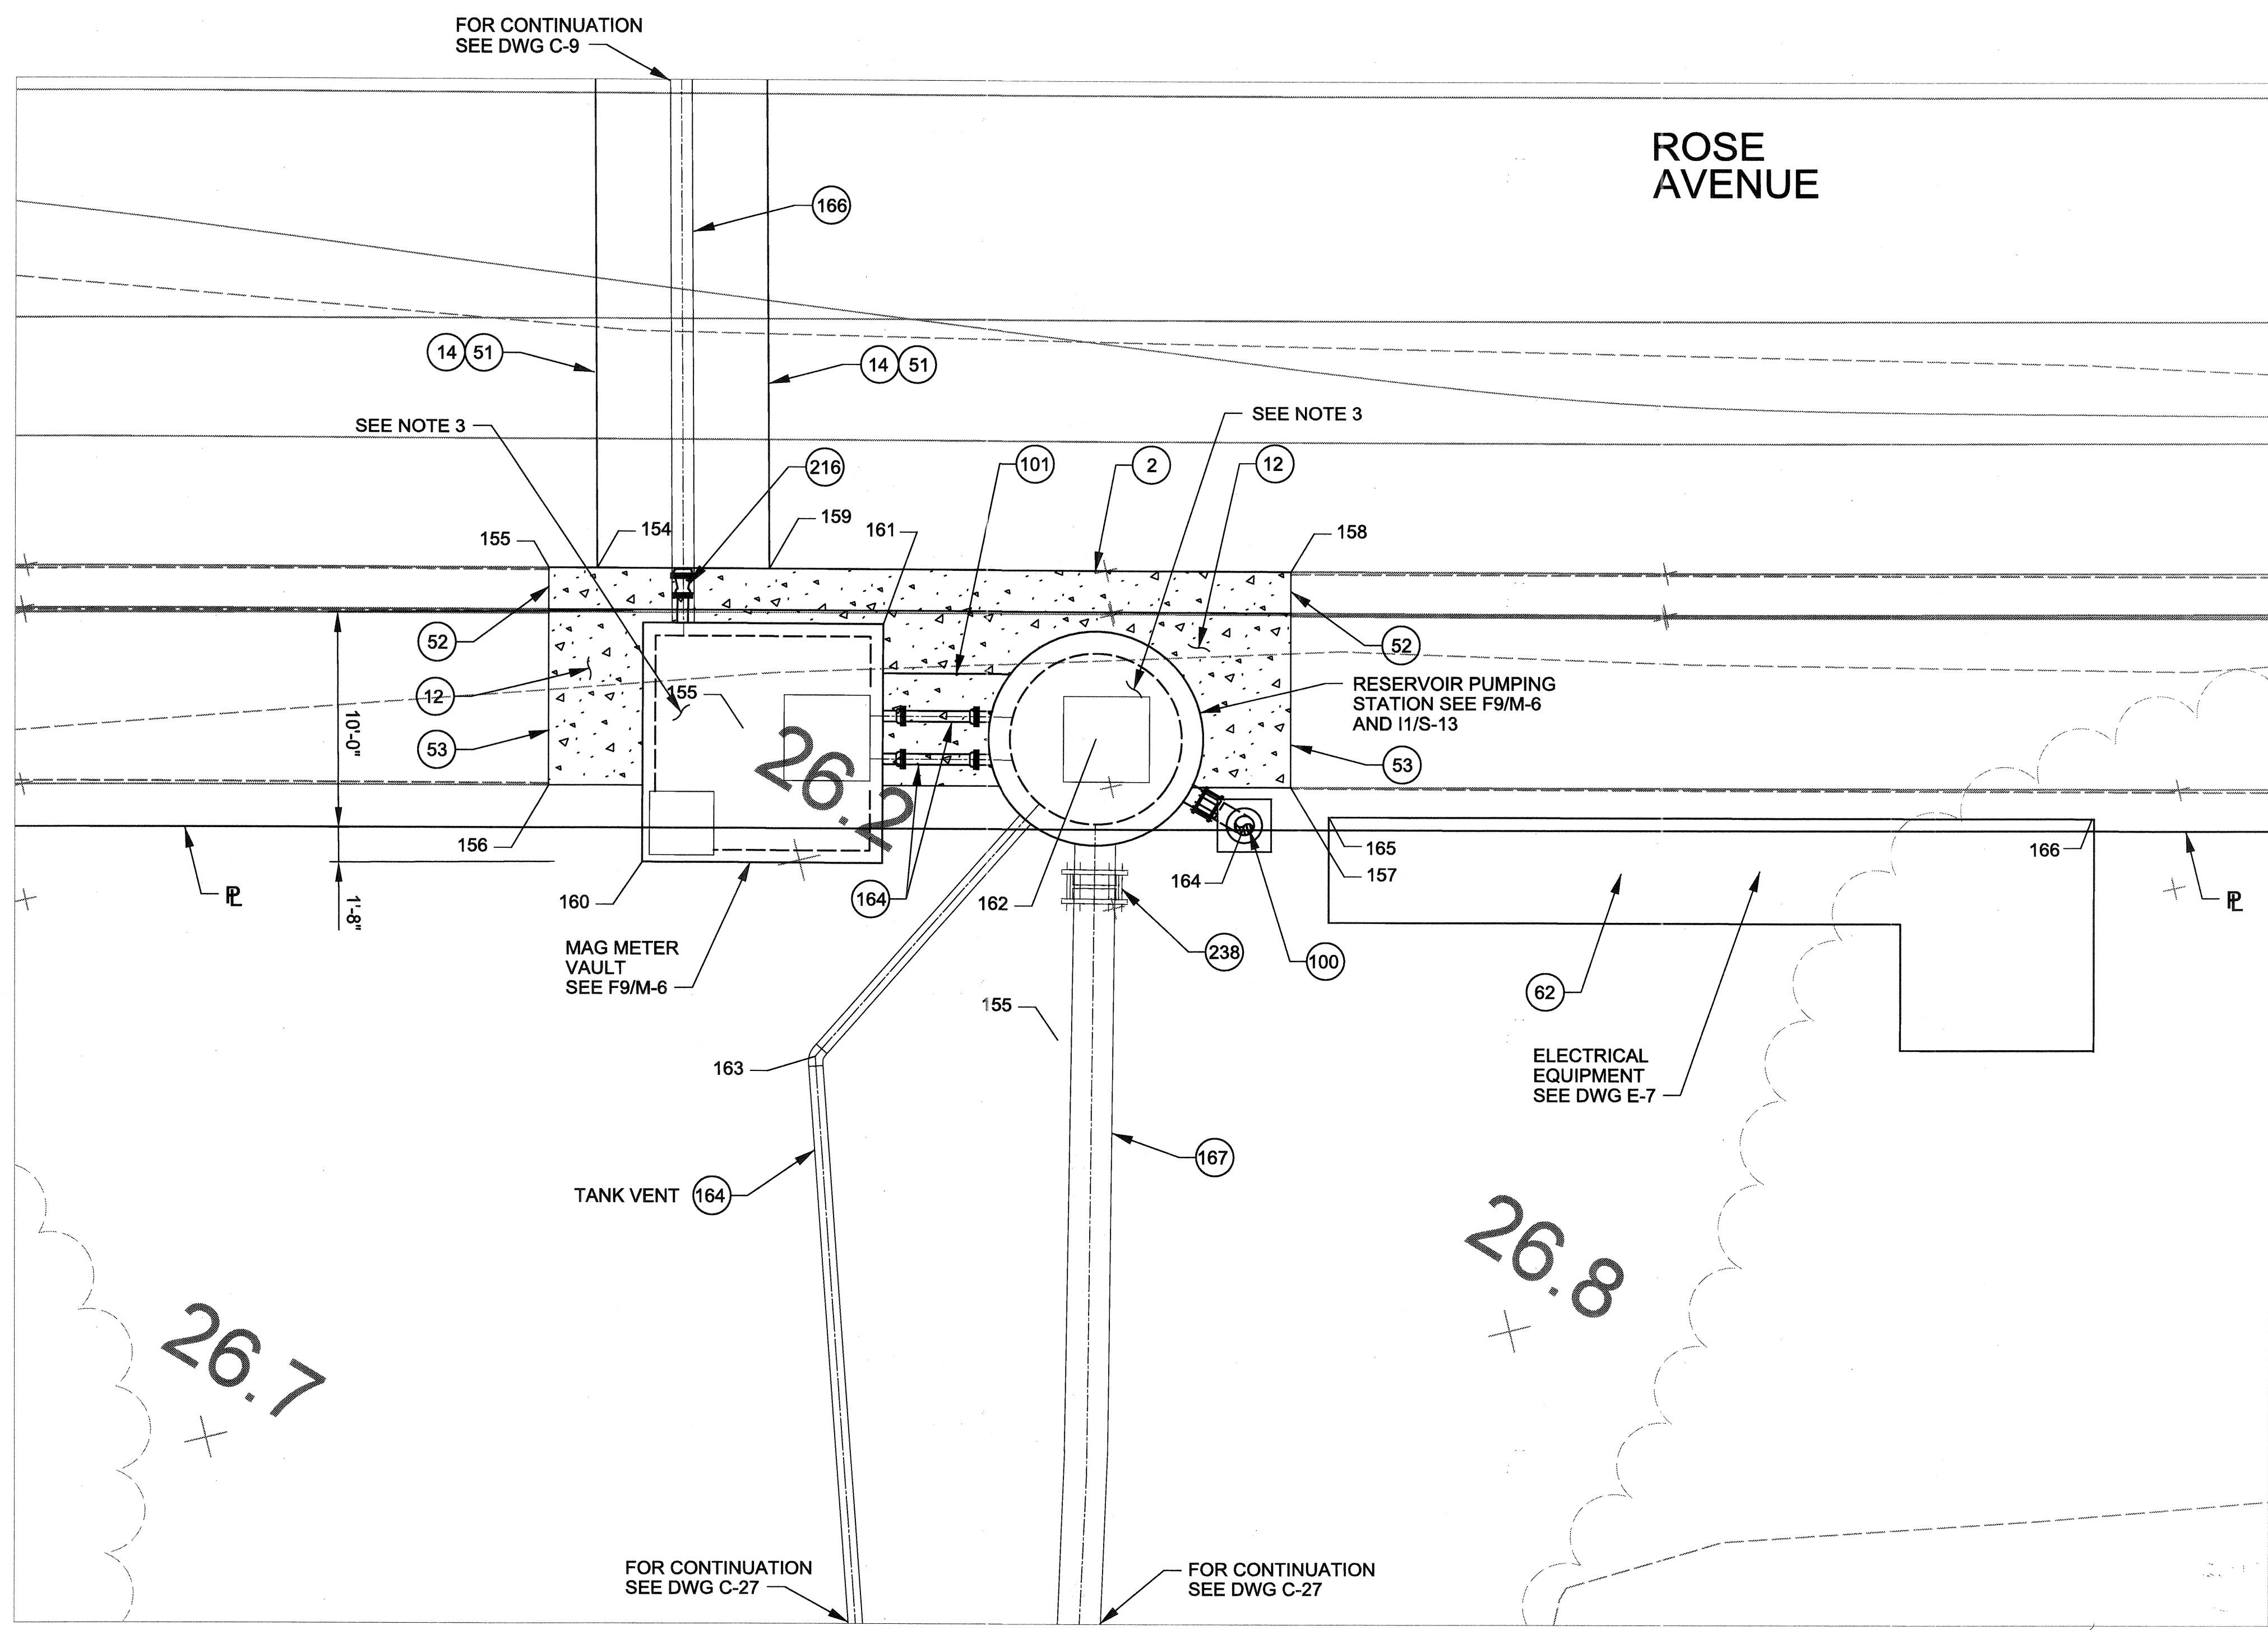 FOR CONTINUATION
SEE DWG C-9
ROSE
AVENUE
166
14 51
14 51
SEE NOTE 3
SEE NOTE 3
216
101
2
12
155
154
159
161
158
52
52
12
155
RESERVOIR PUMPING
STATION SEE F9/M-6
AND I1/S-13
10'-0"
53
26.2
53
156
165
166
157
164
160
164
162
1'-8"
℄
℄
MAG METER
VAULT
SEE F9/M-6
238
100
62
155
163
ELECTRICAL
EQUIPMENT
SEE DWG E-7
167
TANK VENT 164
26.8
26.7
FOR CONTINUATION
SEE DWG C-27
FOR CONTINUATION
SEE DWG C-27